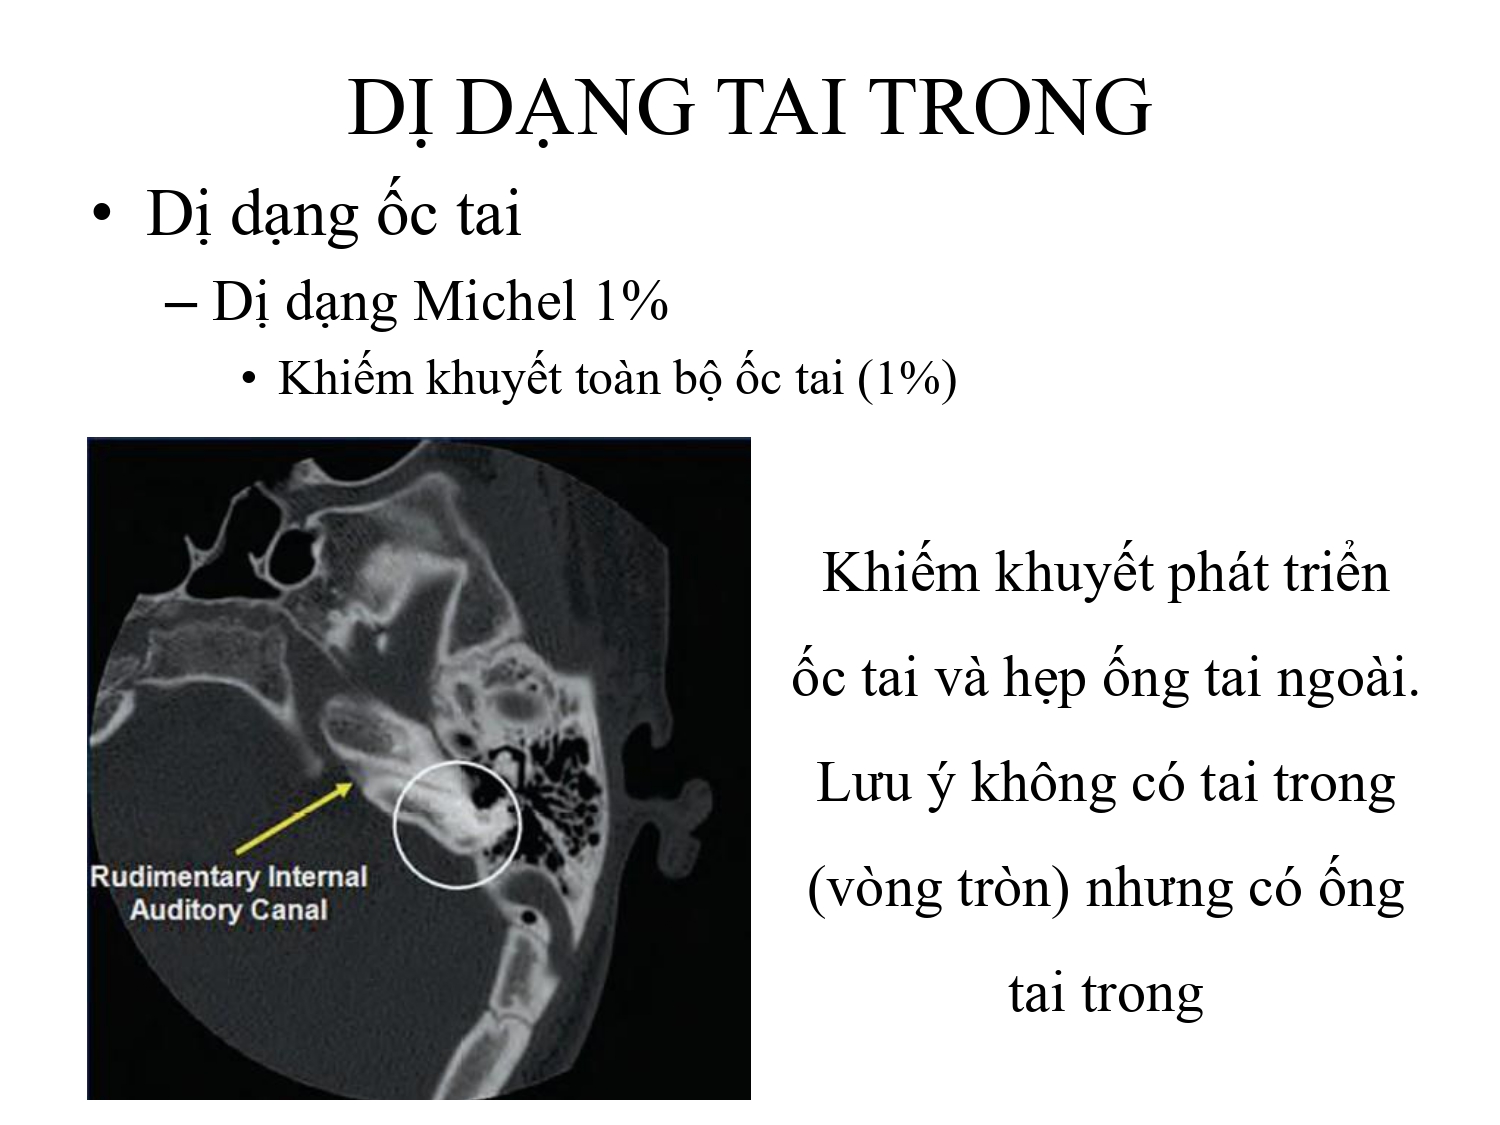 DỊ DẠNG TAI TRONG
• Dị dạng ốc tai
– Dị dạng Michel 1%
• Khiếm khuyết toàn bộ ốc tai (1%)
Rudimentary Internal
Auditory Canal
Khiếm khuyết phát triển
ốc tai và hẹp ống tai ngoài.
Lưu ý không có tai trong
(vòng tròn) nhưng có ống
tai trong